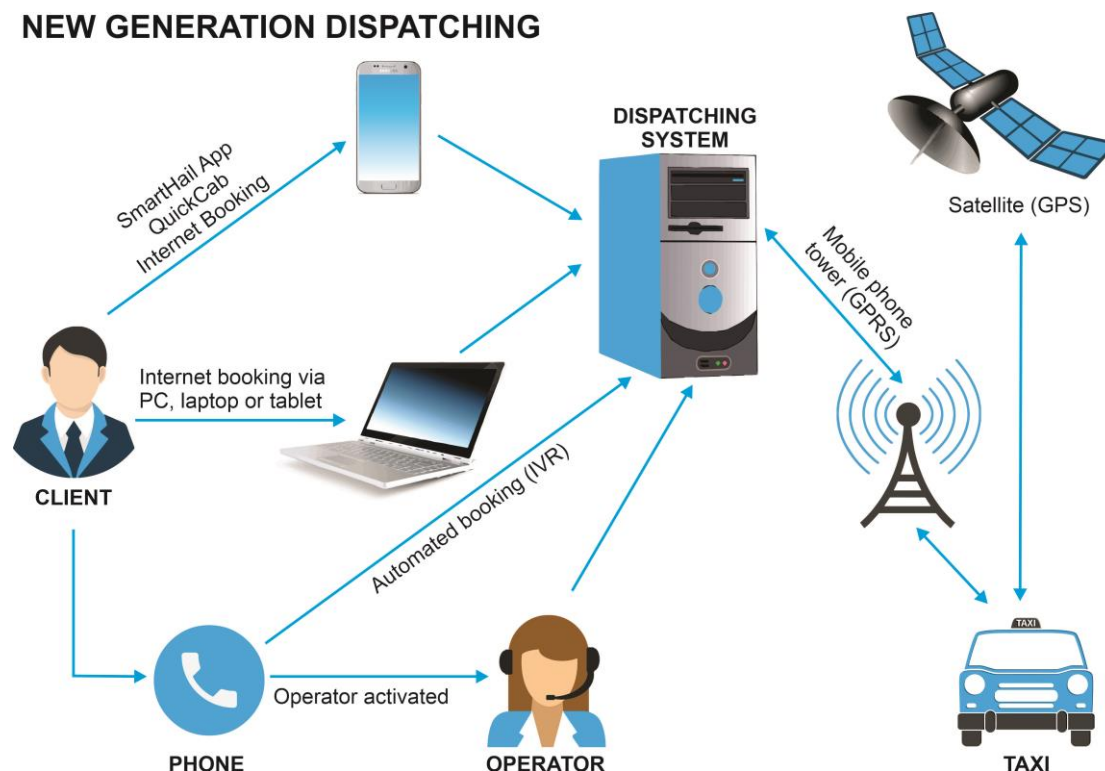 NEW GENERATION DISPATCHING
SmartHail App
QuickCab
Internet Booking
DISPATCHING
SYSTEM
Satellite (GPS)
Mobile phone
tower (GPRS)
Internet booking via
PC, laptop or tablet
CLIENT
Automated booking (IVR)
Operator activated
PHONE
OPERATOR
TAXI
TAXI